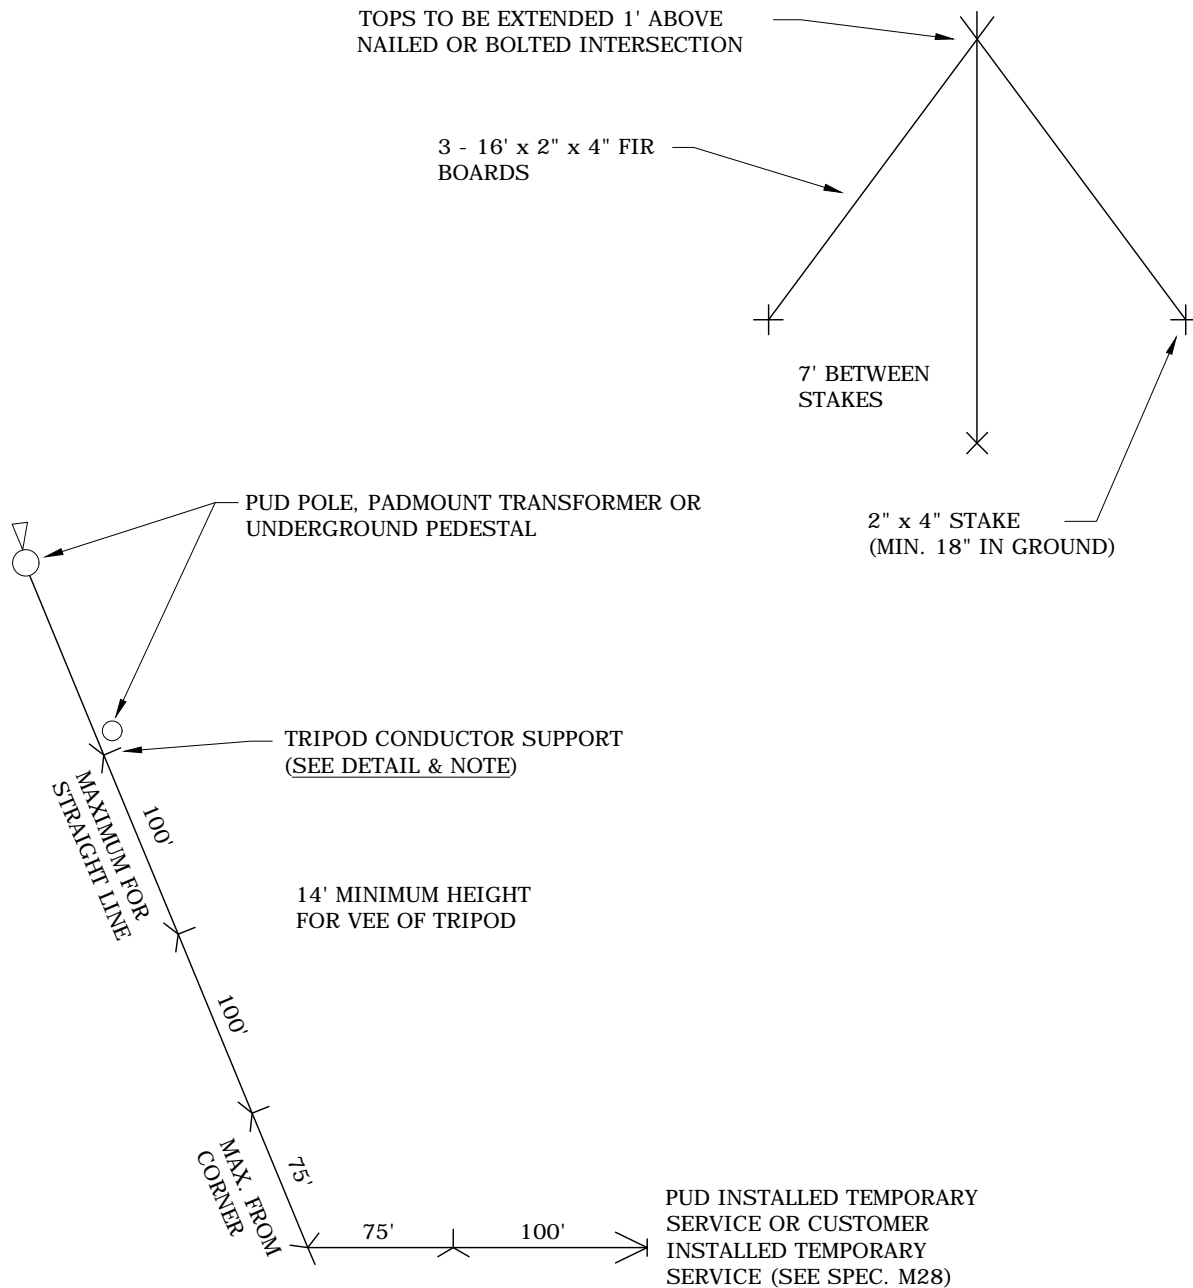 TOPS TO BE EXTENDED 1' ABOVE
NAILED OR BOLTED INTERSECTION
3 - 16' x 2" x 4" FIR
BOARDS
7' BETWEEN
STAKES
2" x 4" STAKE
(MIN. 18" IN GROUND)
PUD POLE, PADMOUNT TRANSFORMER OR
UNDERGROUND PEDESTAL
TRIPOD CONDUCTOR SUPPORT
(SEE DETAIL & NOTE)
MAXIMUM FOR
STRAIGHT LINE
100'
14' MINIMUM HEIGHT
FOR VEE OF TRIPOD
100'
MAX. FROM
CORNER
75'
75'
100'
PUD INSTALLED TEMPORARY
SERVICE OR CUSTOMER
INSTALLED TEMPORARY
SERVICE (SEE SPEC. M28)